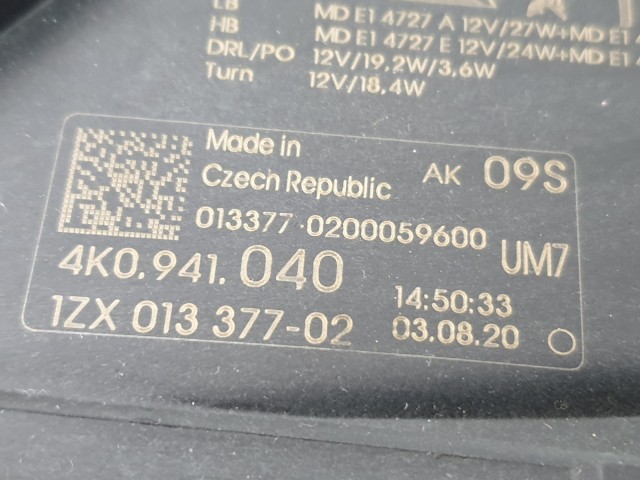 LB MD E1 4727 A 12V/27W+MD E1 4
HB MD E1 4727 E 12V/24W+MD E1
DRL/PO 12V/19,2W/3,6W
Turn 12V/18,4W
Made in
Czech Republic
AK 09S
013377 0200059600
UM7
4K0.941.040
14:50:33
1ZX 013 377-02
03.08.20